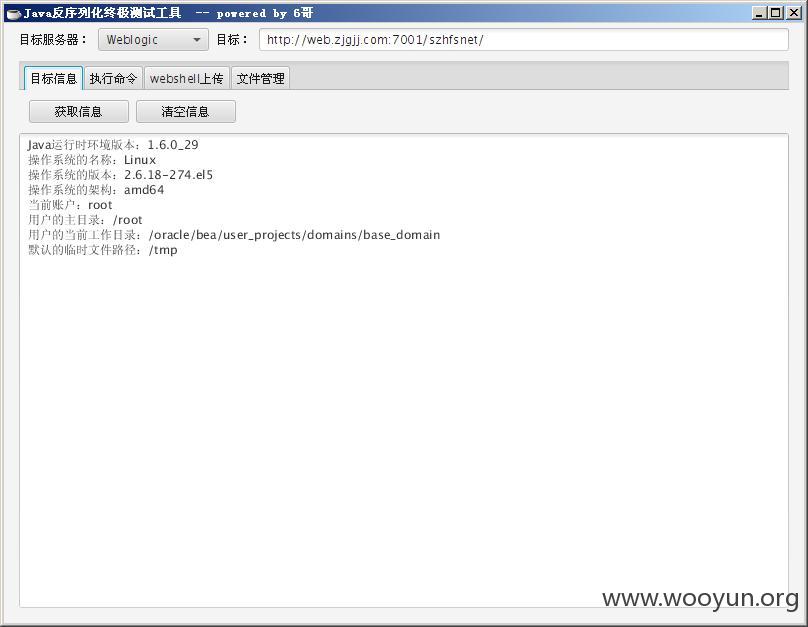 Java反序列化终极测试工具 -- powered by 6哥
目标服务器： Weblogic 目标： http://web.zjgjj.com:7001/szhfsnet/
目标信息 执行命令 webshell上传 文件管理
获取信息 清空信息
Java运行时环境版本：1.6.0_29
操作系统的名称：Linux
操作系统的版本：2.6.18-274.el5
操作系统的架构：amd64
当前账户：root
用户的主目录：/root
用户的当前工作目录：/oracle/bea/user_projects/domains/base_domain
默认的临时文件路径：/tmp
www.wooyun.org